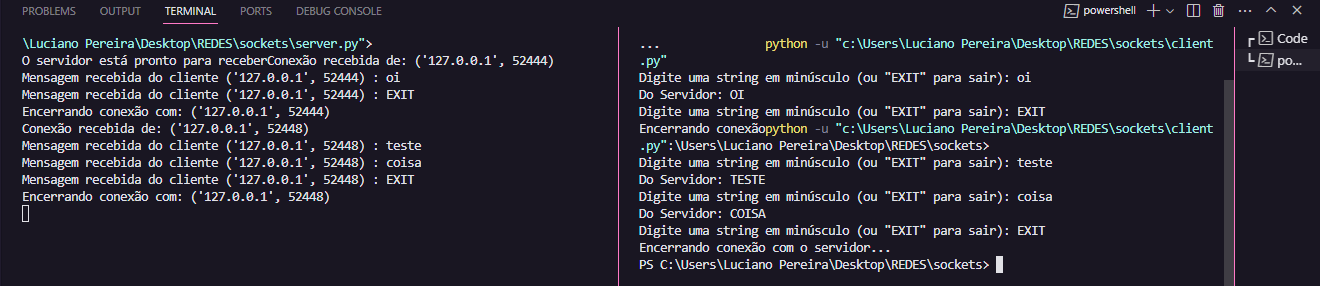 PROBLEMS OUTPUT TERMINAL PORTS DEBUG CONSOLE
powershell
\Luciano Pereira\Desktop\REDES\sockets\server.py">
O servidor está pronto para receberConexão recebida de: ('127.0.0.1', 52444)
Mensagem recebida do cliente ('127.0.0.1', 52444) : oi
Mensagem recebida do cliente ('127.0.0.1', 52444) : EXIT
Encerrando conexão com: ('127.0.0.1', 52444)
Conexão recebida de: ('127.0.0.1', 52448)
Mensagem recebida do cliente ('127.0.0.1', 52448) : teste
Mensagem recebida do cliente ('127.0.0.1', 52448) : coisa
Mensagem recebida do cliente ('127.0.0.1', 52448) : EXIT
Encerrando conexão com: ('127.0.0.1', 52448)
... python -u "c:\Users\Luciano Pereira\Desktop\REDES\sockets\client
.py"
Digite uma string em minúsculo (ou "EXIT" para sair): oi
Do Servidor: OI
Digite uma string em minúsculo (ou "EXIT" para sair): EXIT
Encerrando conexãopython -u "c:\Users\Luciano Pereira\Desktop\REDES\sockets\client
.py":\Users\Luciano Pereira\Desktop\REDES\sockets>
Digite uma string em minúsculo (ou "EXIT" para sair): teste
Do Servidor: TESTE
Digite uma string em minúsculo (ou "EXIT" para sair): coisa
Do Servidor: COISA
Digite uma string em minúsculo (ou "EXIT" para sair): EXIT
Encerrando conexão com o servidor...
PS C:\Users\Luciano Pereira\Desktop\REDES\sockets>
Code
po...